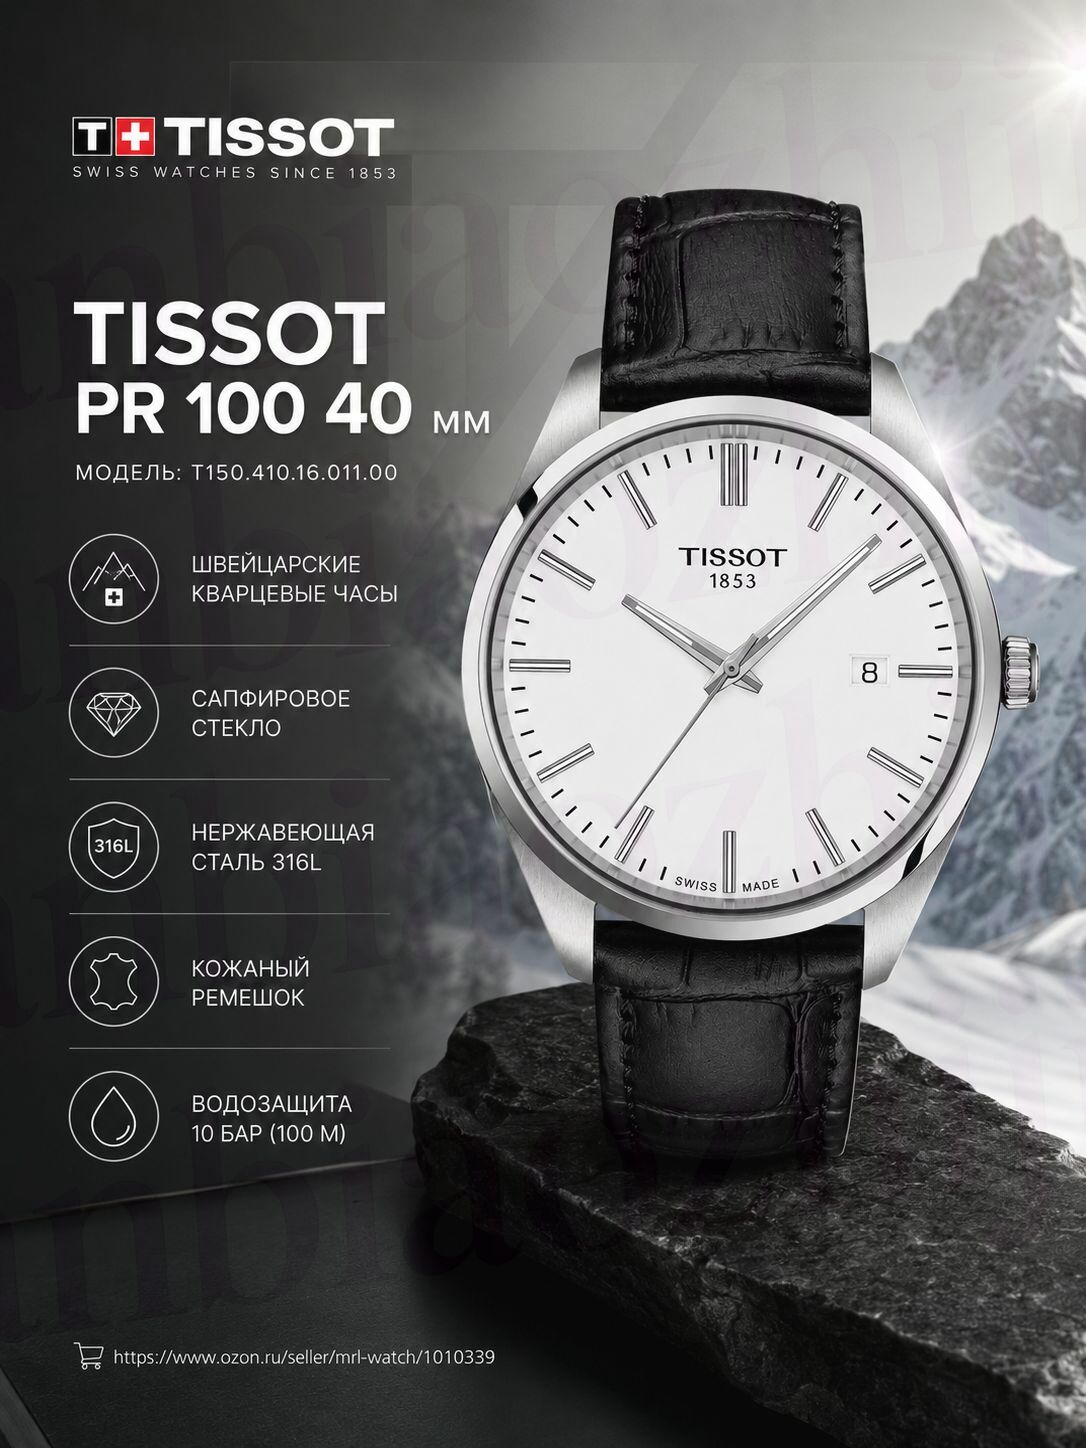 T+ TISSOT
SWISS WATCHES SINCE 1853
TISSOT
PR 100 40 мм
МОДЕЛЬ: T150.410.16.011.00
ШВЕЙЦАРСКИЕ
КВАРЦЕВЫЕ ЧАСЫ
САПФИРОВОЕ
СТЕКЛО
316L
НЕРЖАВЕЮЩАЯ
СТАЛЬ 316L
КОЖАНЫЙ
РЕМЕШОК
ВОДОЗАЩИТА
10 БАР (100 М)
TISSOT
1853
8
SWISS MADE
https://www.ozon.ru/seller/mrl-watch/1010339